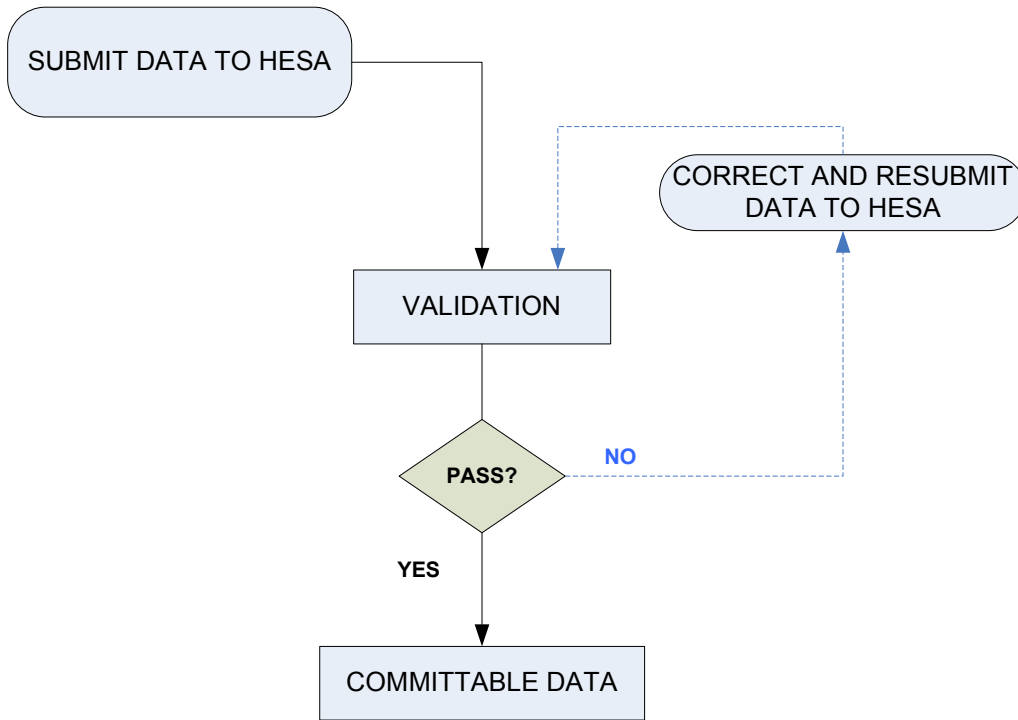 SUBMIT DATA TO HESA
CORRECT AND RESUBMIT
DATA TO HESA
VALIDATION
PASS?
NO
YES
COMMITTABLE DATA